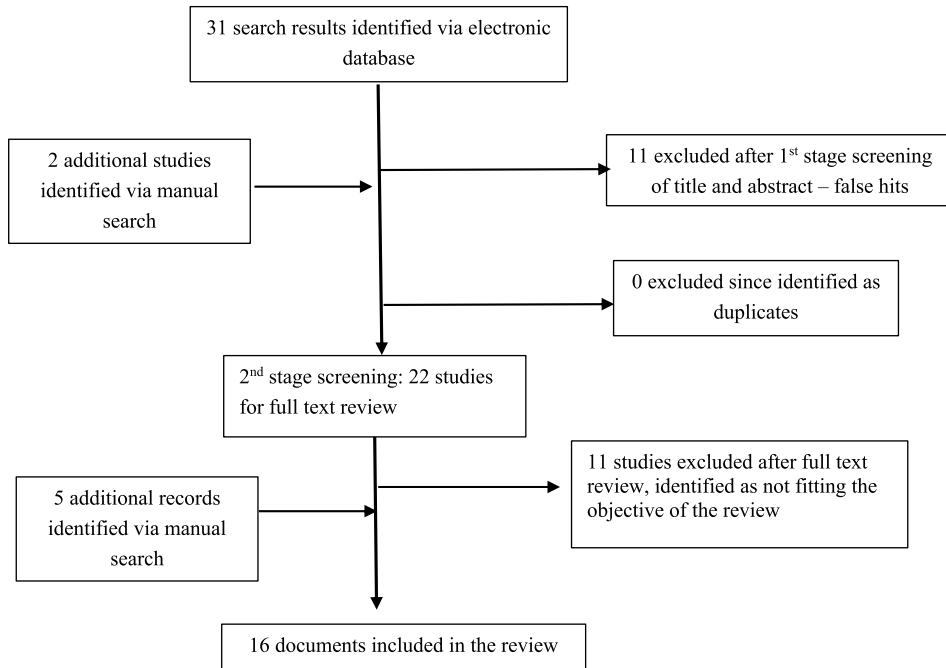 31 search results identified via electronic
database
2 additional studies
identified via manual
search
11 excluded after 1st stage screening
of title and abstract – false hits
0 excluded since identified as
duplicates
2nd stage screening: 22 studies
for full text review
5 additional records
identified via manual
search
11 studies excluded after full text
review, identified as not fitting the
objective of the review
16 documents included in the review